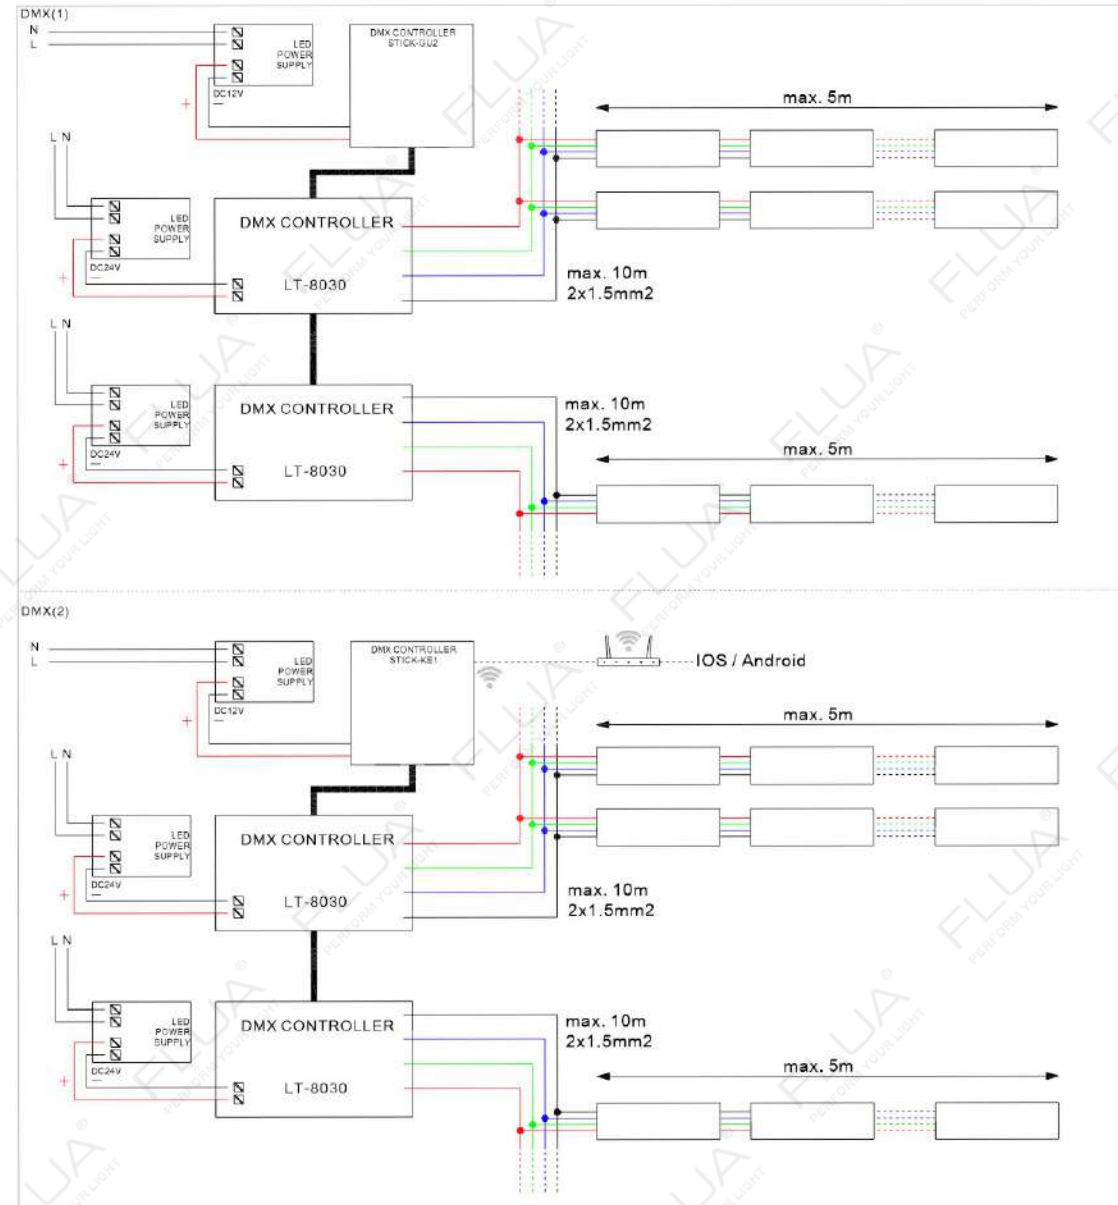 DMX(1)
N
L
LED
POWER
SUPPLY
DC12V
+
—
DMX CONTROLLER
STICK-GU2
max. 5m
L N
LED
POWER
SUPPLY
DC24V
+
—
DMX CONTROLLER
LT-8030
max. 10m
2x1.5mm2
L N
LED
POWER
SUPPLY
DC24V
+
—
DMX CONTROLLER
LT-8030
max. 10m
2x1.5mm2
max. 5m
DMX(2)
N
L
LED
POWER
SUPPLY
DC12V
+
—
DMX CONTROLLER
STICK-KE1
IOS / Android
max. 5m
L N
LED
POWER
SUPPLY
DC24V
+
—
DMX CONTROLLER
LT-8030
max. 10m
2x1.5mm2
L N
LED
POWER
SUPPLY
DC24V
+
—
DMX CONTROLLER
LT-8030
max. 10m
2x1.5mm2
max. 5m
FLUA®
PERFORM YOUR LIGHT